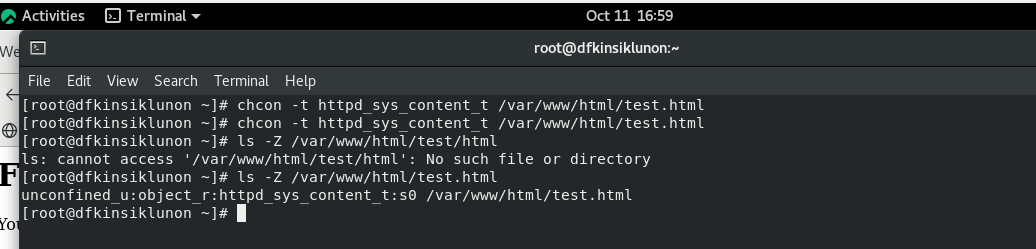 Activities Terminal Oct 11 16:59
root@dfkinsiklunon:~
File Edit View Search Terminal Help
[root@dfkinsiklunon ~]# chcon -t httpd_sys_content_t /var/www/html/test.html
[root@dfkinsiklunon ~]# chcon -t httpd_sys_content_t /var/www/html/test.html
[root@dfkinsiklunon ~]# ls -Z /var/www/html/test/html
ls: cannot access '/var/www/html/test/html': No such file or directory
[root@dfkinsiklunon ~]# ls -Z /var/www/html/test.html
unconfined_u:object_r:httpd_sys_content_t:s0 /var/www/html/test.html
[root@dfkinsiklunon ~]#